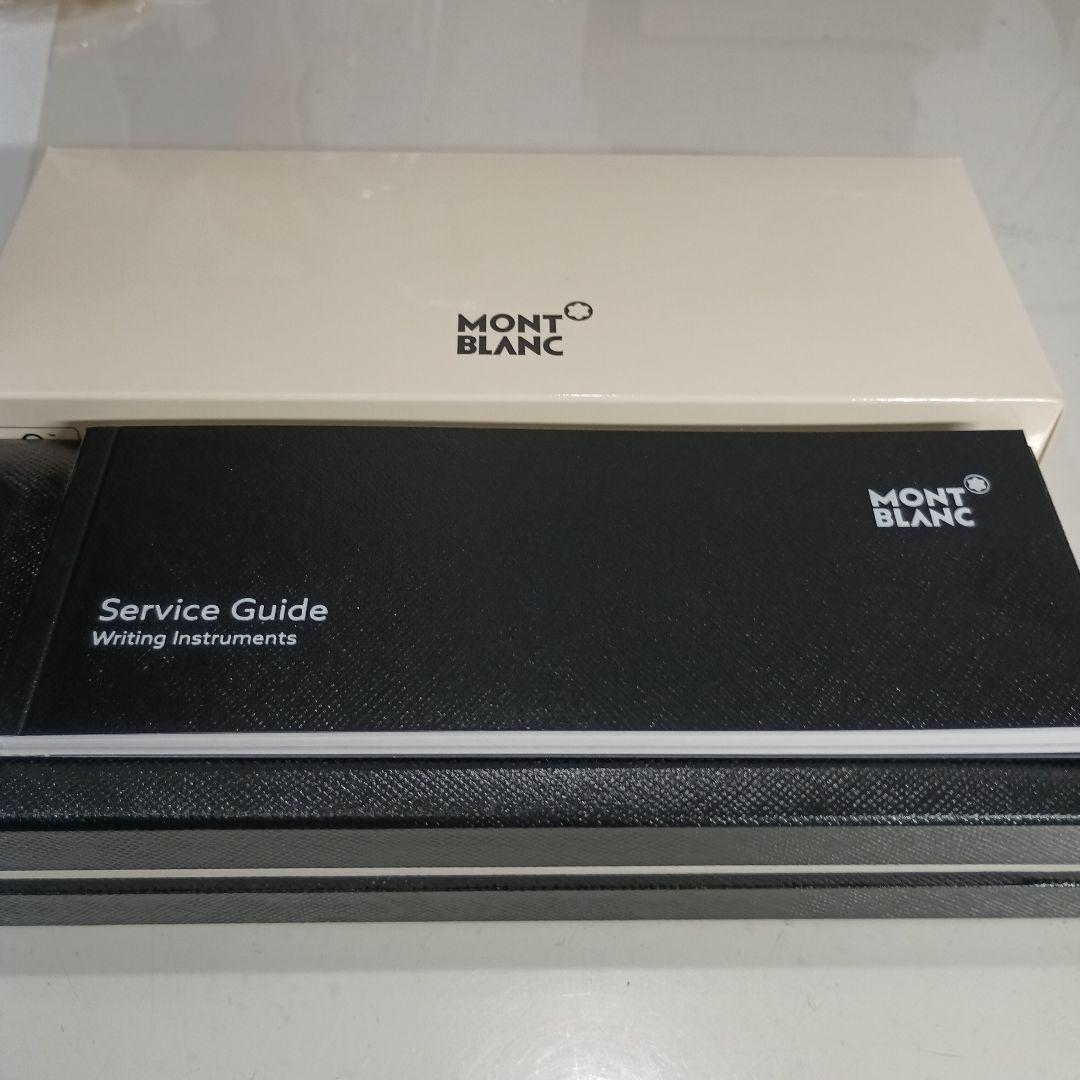 MONT
BLANC
MONT
BLANC
Service Guide
Writing Instruments